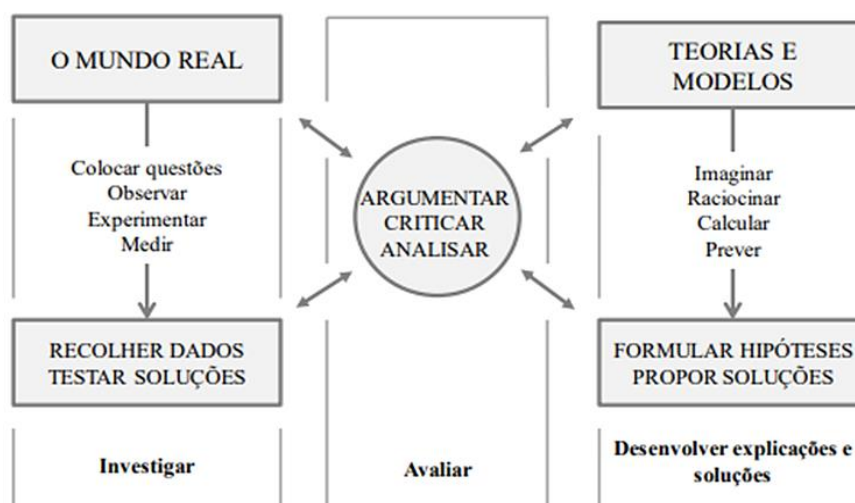 O MUNDO REAL
Colocar questões
Observar
Experimentar
Medir
RECOLHER DADOS
TESTAR SOLUÇÕES
Investigar
ARGUMENTAR
CRITICAR
ANALISAR
Avaliar
TEORIAS E
MODELOS
Imaginar
Raciocinar
Calcular
Prever
FORMULAR HIPÓTESES
PROPOR SOLUÇÕES
Desenvolver explicações e
soluções